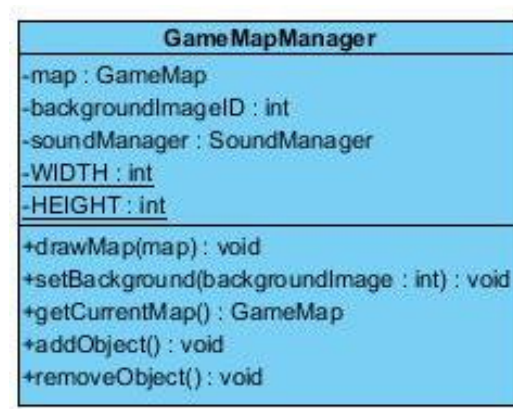 GameMapManager
-map : GameMap
-backgroundImageID : int
-soundManager : SoundManager
-WIDTH : int
-HEIGHT : int
+drawMap(map) : void
+setBackground(backgroundImage : int) : void
+getCurrentMap() : GameMap
+addObject() : void
+removeObject() : void